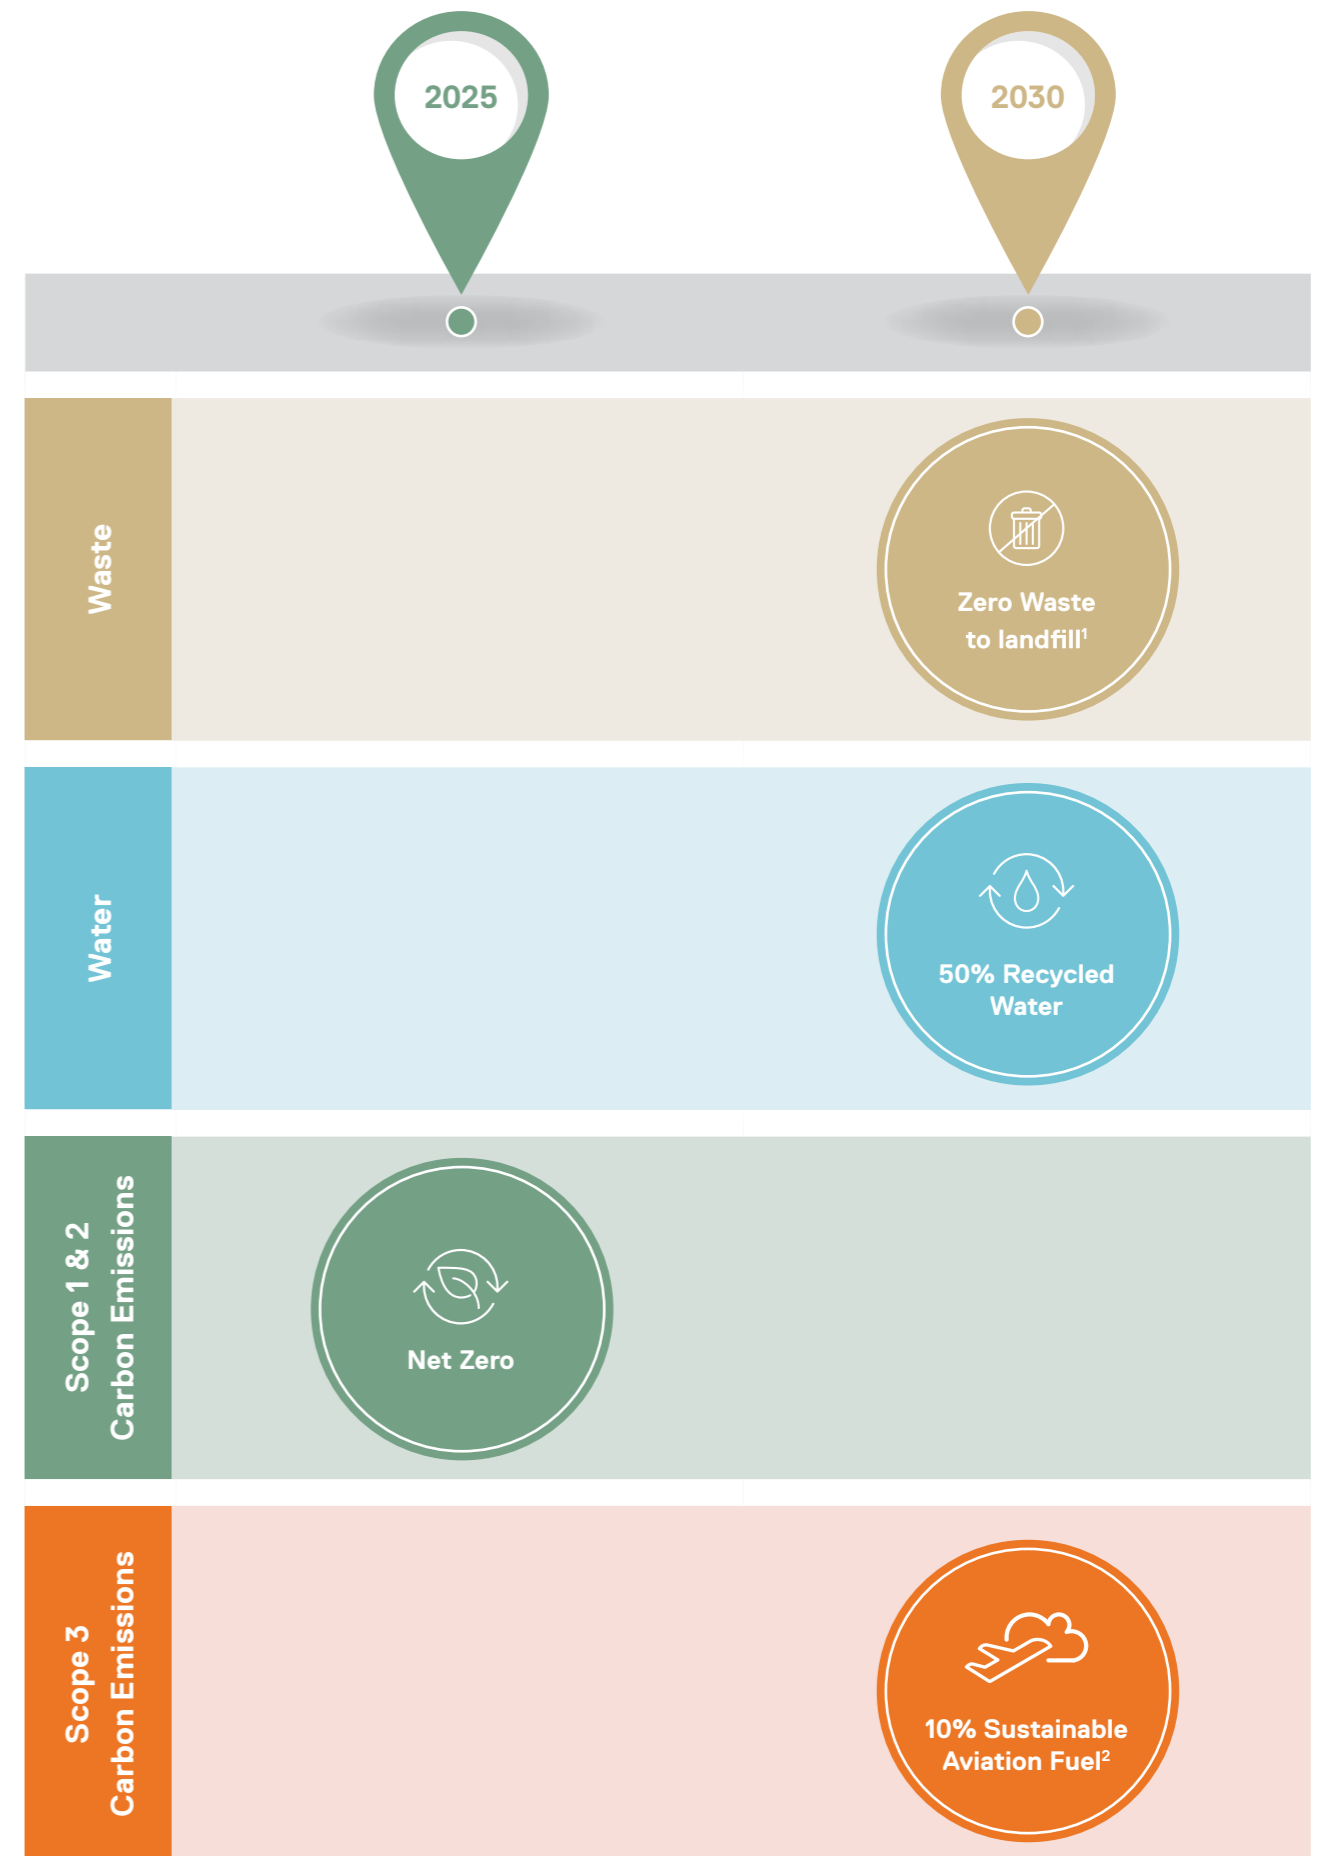 2025
2030
Waste
Zero Waste
to landfill¹
Water
50% Recycled
Water
Scope 1 & 2
Carbon Emissions
Net Zero
Scope 3
Carbon Emissions
10% Sustainable
Aviation Fuel²